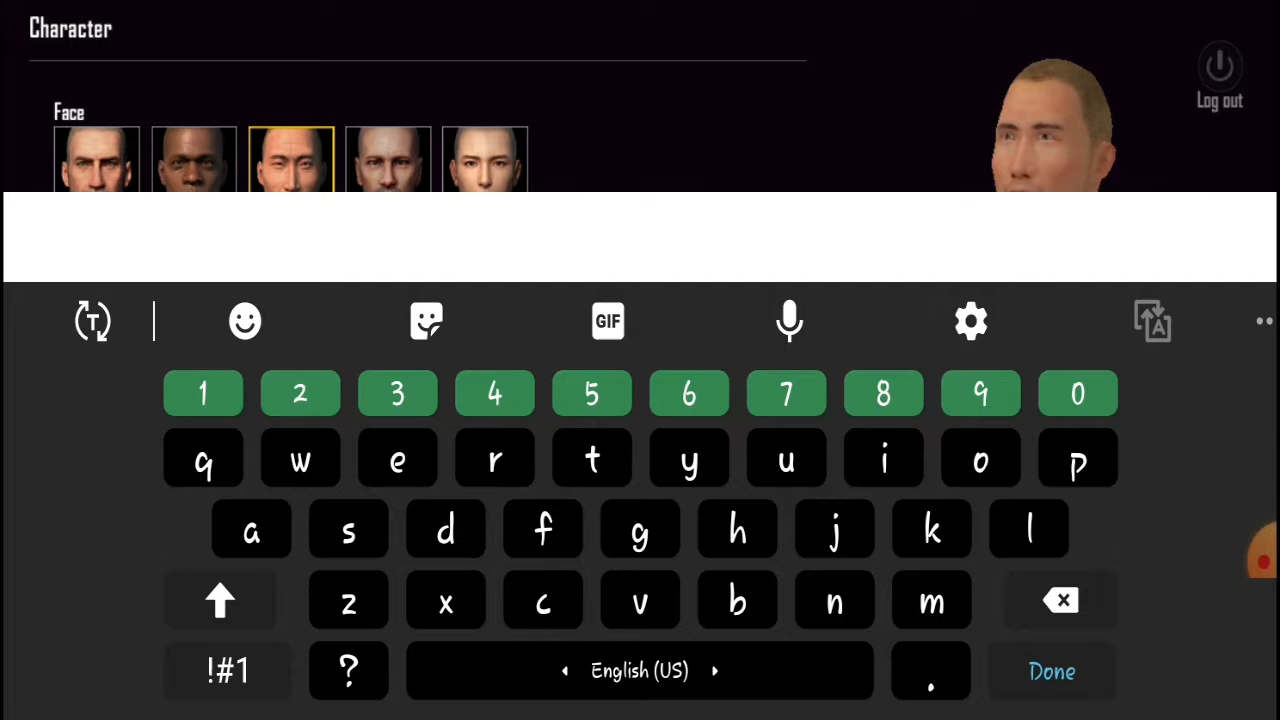 Character
Log out
Face
T GIF A
1 2 3 4 5 6 7 8 9 0
q w e r t y u i o p
a s d f g h j k l
z x c v b n m
!#1 ? English (US) . Done